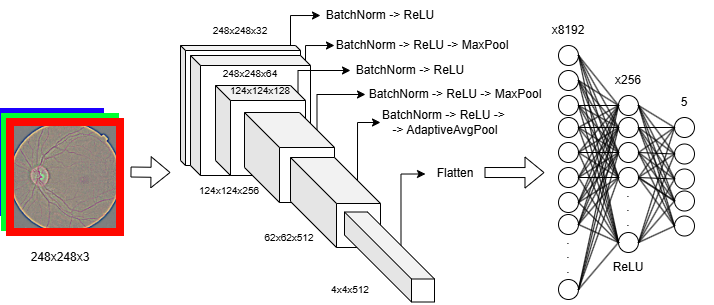 BatchNorm -> ReLU
248x248x32
x8192
BatchNorm -> ReLU -> MaxPool
248x248x64
BatchNorm -> ReLU
x256
124x124x128
BatchNorm -> ReLU -> MaxPool
5
BatchNorm -> ReLU ->
-> AdaptiveAvgPool
Flatten
124x124x256
62x62x512
248x248x3
ReLU
4x4x512